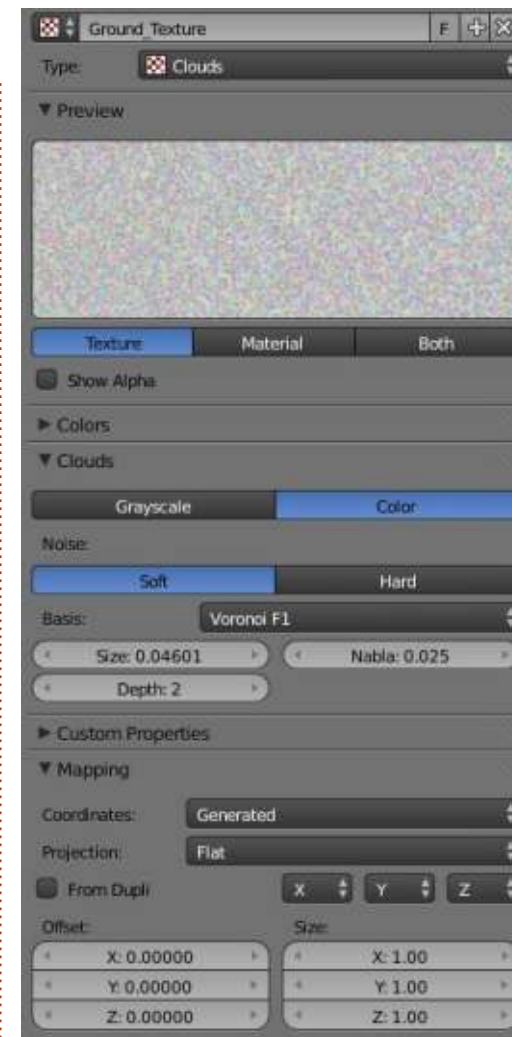 Ground_Texture F
Type: Clouds
Preview
Texture Material Both
Show Alpha
Colors
Clouds
Grayscale Color
Noise:
Soft Hard
Basis: Voronoi F1
Size: 0.04601 Nabla: 0.025
Depth: 2
Custom Properties
Mapping
Coordinates: Generated
Projection: Flat
From Dupli X Y Z
Offset: Size:
X: 0.00000 X: 1.00
Y: 0.00000 Y: 1.00
Z: 0.00000 Z: 1.00